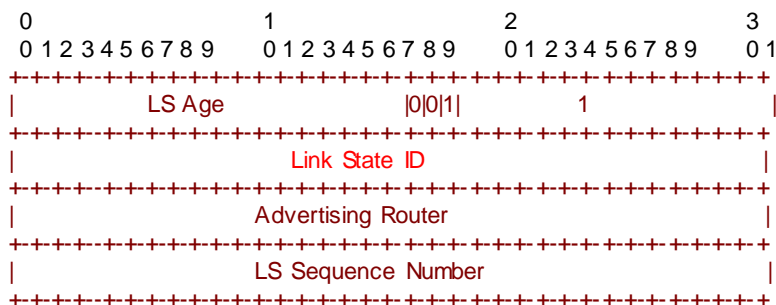 0 1 2 3
0 1 2 3 4 5 6 7 8 9 0 1 2 3 4 5 6 7 8 9 0 1 2 3 4 5 6 7 8 9 0 1
+-+-+-+-+-+-+-+-+-+-+-+-+-+-+-+-+-+-+-+-+-+-+-+-+-+-+-+-+-+-+-+-+
| LS Age |0|0|1| 1 |
+-+-+-+-+-+-+-+-+-+-+-+-+-+-+-+-+-+-+-+-+-+-+-+-+-+-+-+-+-+-+-+-+
| Link State ID |
+-+-+-+-+-+-+-+-+-+-+-+-+-+-+-+-+-+-+-+-+-+-+-+-+-+-+-+-+-+-+-+-+
| Advertising Router |
+-+-+-+-+-+-+-+-+-+-+-+-+-+-+-+-+-+-+-+-+-+-+-+-+-+-+-+-+-+-+-+-+
| LS Sequence Number |
+-+-+-+-+-+-+-+-+-+-+-+-+-+-+-+-+-+-+-+-+-+-+-+-+-+-+-+-+-+-+-+-+